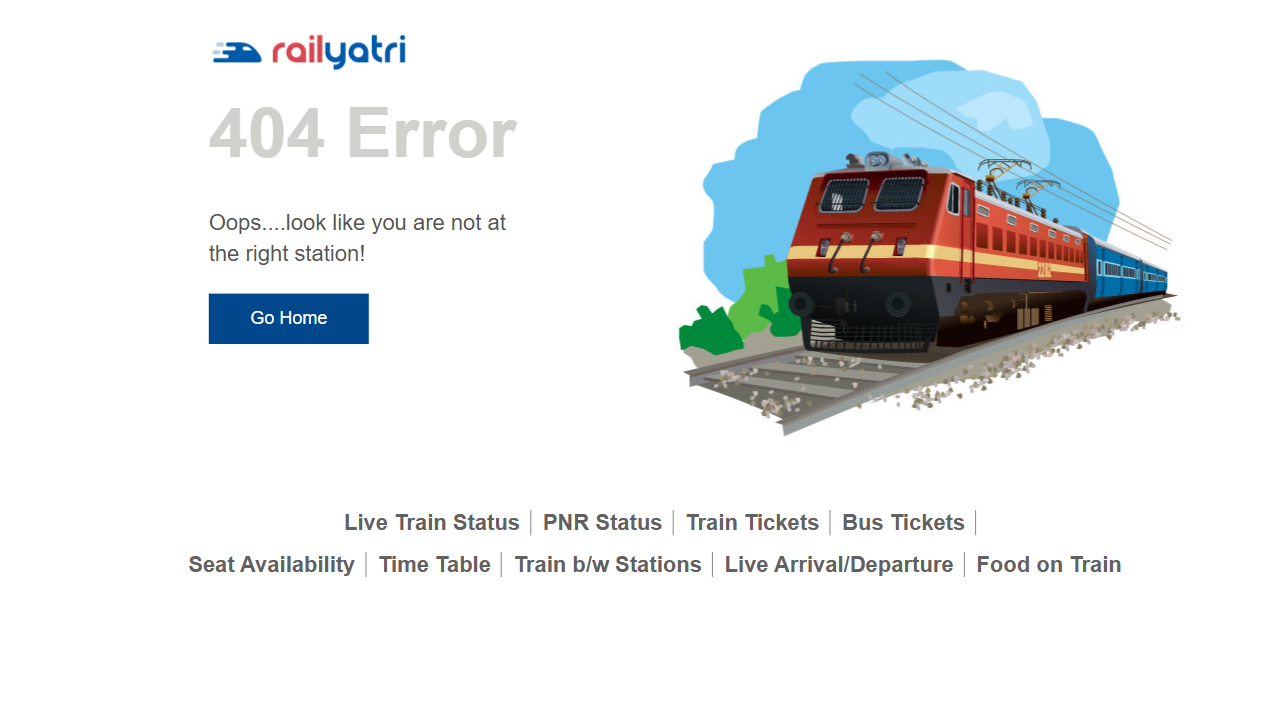 railyatri
404 Error
Oops....look like you are not at
the right station!
Go Home
Live Train Status
PNR Status
Train Tickets
Bus Tickets
Seat Availability
Time Table
Train b/w Stations
Live Arrival/Departure
Food on Train